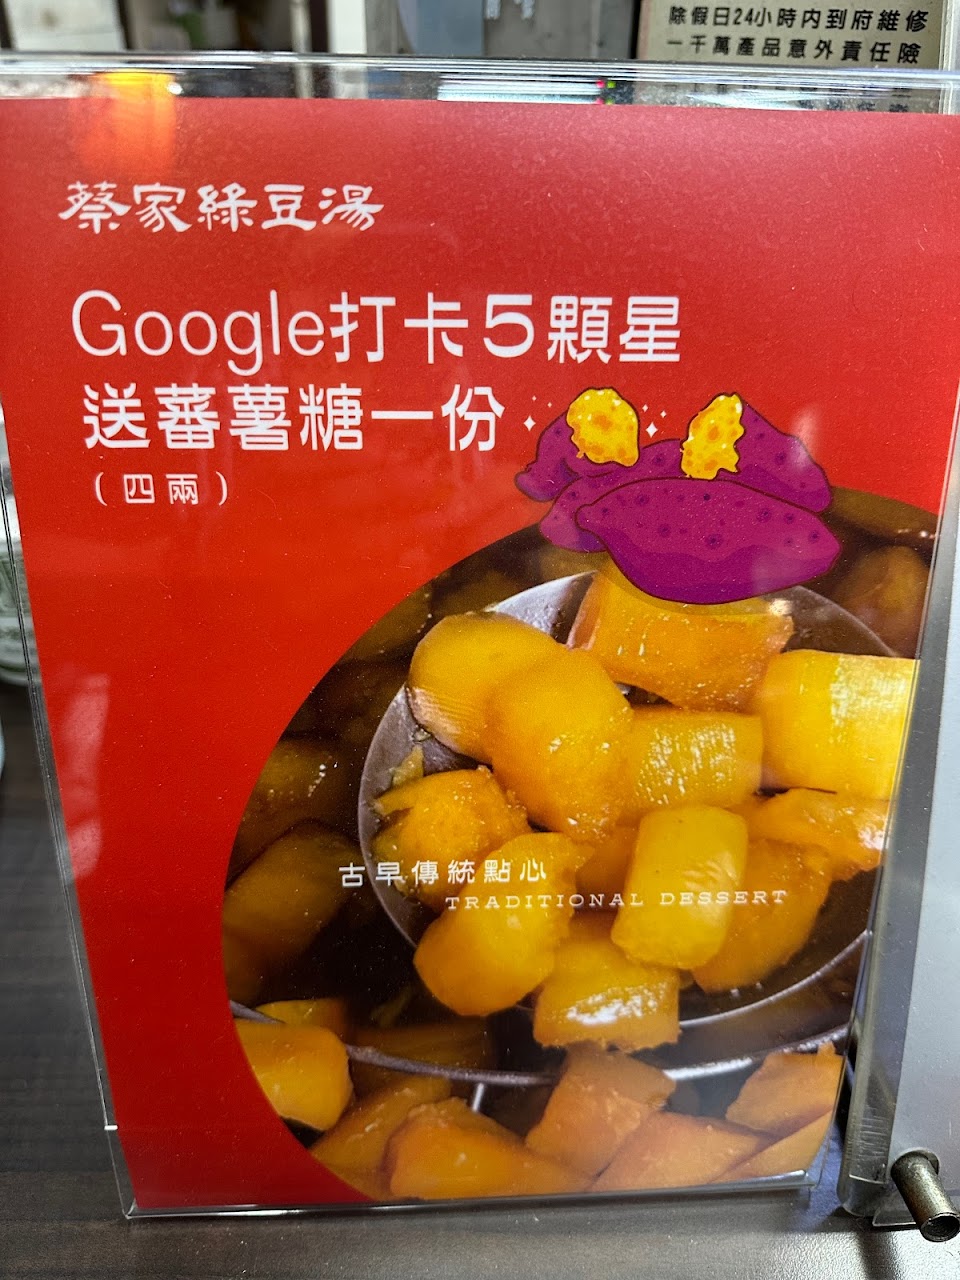 除假日24小時內到府維修
一千萬產品意外責任險
蔡家綠豆湯
Google打卡5顆星
送蕃薯糖一份
(四兩)
古早傳統點心
TRADITIONAL DESSERT